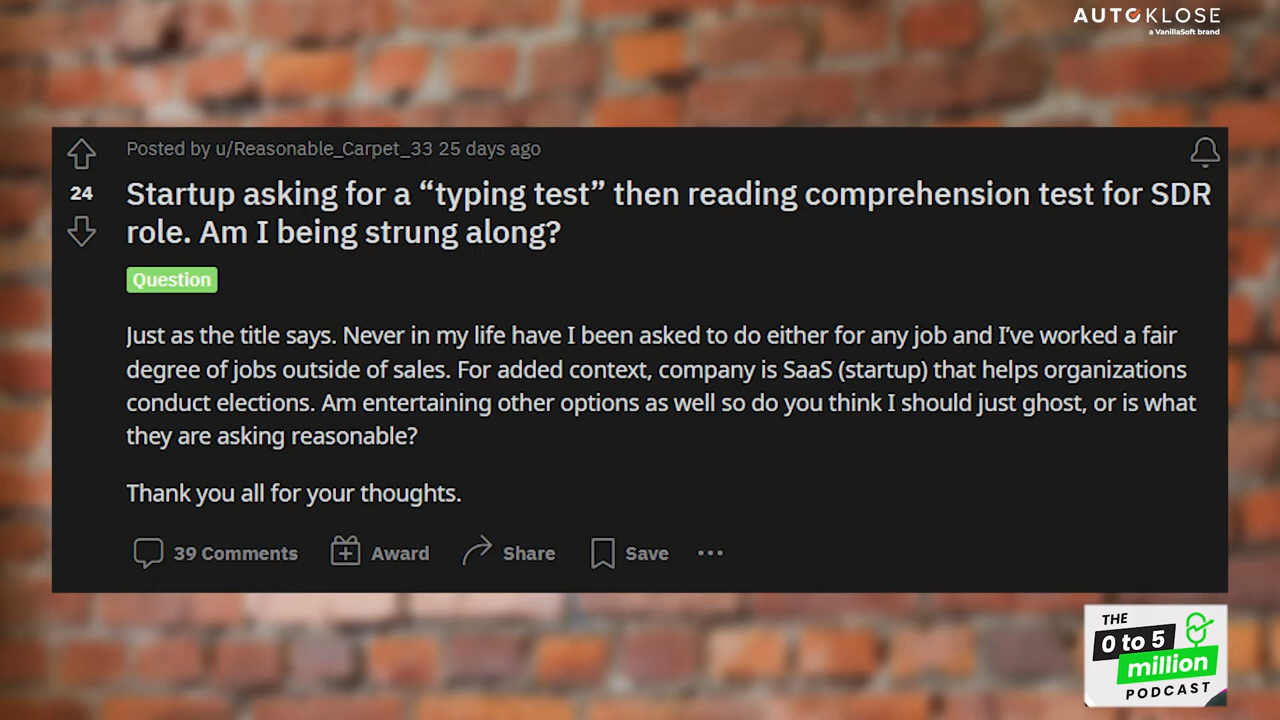 AUTOKLOSE
a VanillaSoft brand
Posted by u/Reasonable_Carpet_33 25 days ago
24
Startup asking for a “typing test” then reading comprehension test for SDR
role. Am I being strung along?
Question
Just as the title says. Never in my life have I been asked to do either for any job and I’ve worked a fair
degree of jobs outside of sales. For added context, company is SaaS (startup) that helps organizations
conduct elections. Am entertaining other options as well so do you think I should just ghost, or is what
they are asking reasonable?
Thank you all for your thoughts.
39 Comments Award Share Save
THE
0 to 5
million
PODCAST